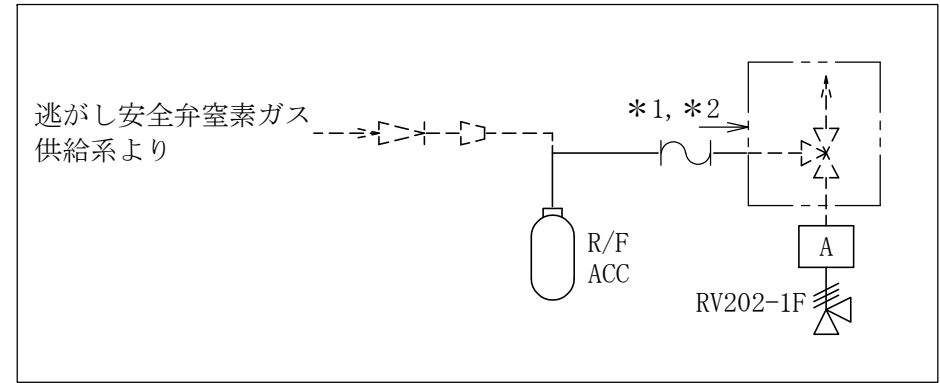 逃がし安全弁窒素ガス
供給系より
*1, *2
R/F
ACC
A
RV202-1F